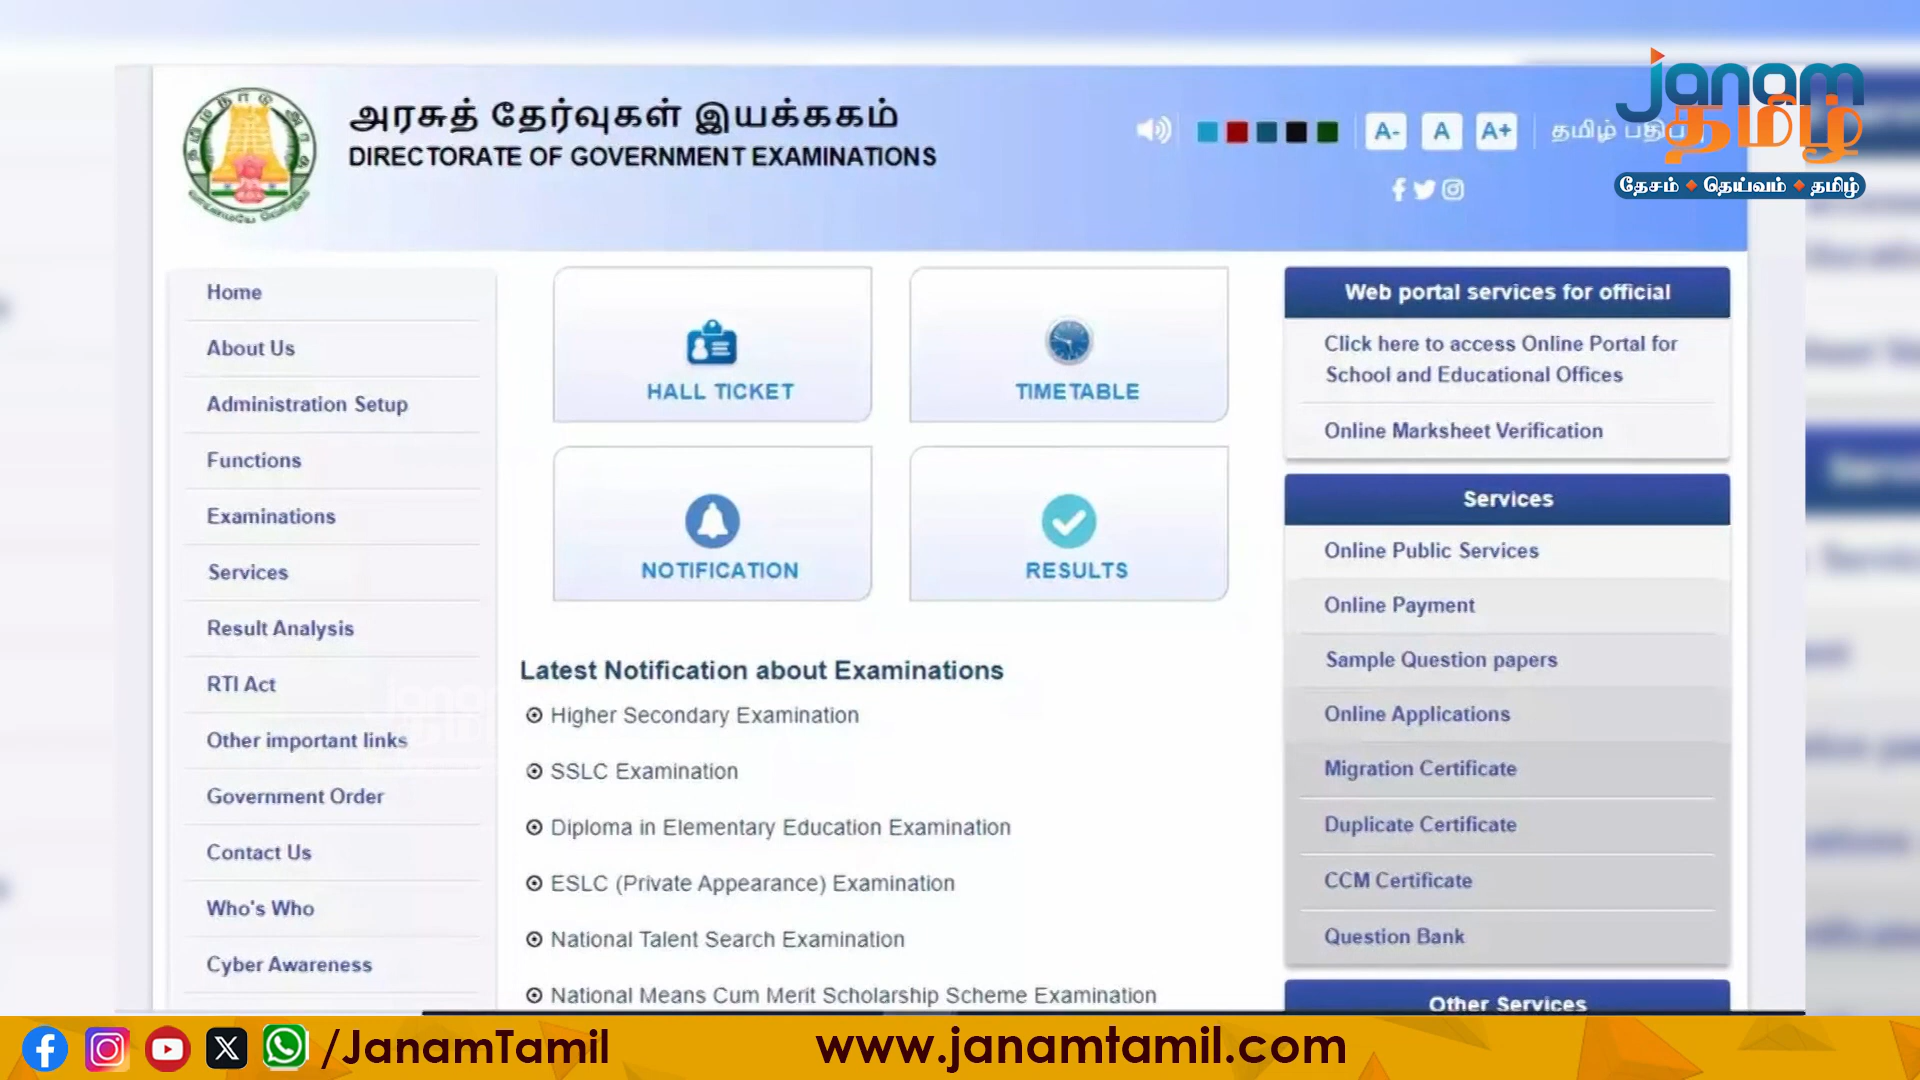 janam
தமிழ்
தேசம் • தெய்வம் • தமிழ்
அரசுத் தேர்வுகள் இயக்ககம்
DIRECTORATE OF GOVERNMENT EXAMINATIONS
A- A A+ தமிழ்
Home
About Us
Administration Setup
Functions
Examinations
Services
Result Analysis
RTI Act
Other important links
Government Order
Contact Us
Who's Who
Cyber Awareness
HALL TICKET
TIMETABLE
NOTIFICATION
RESULTS
Latest Notification about Examinations
Higher Secondary Examination
SSLC Examination
Diploma in Elementary Education Examination
ESLC (Private Appearance) Examination
National Talent Search Examination
National Means Cum Merit Scholarship Scheme Examination
Web portal services for official
Click here to access Online Portal for
School and Educational Offices
Online Marksheet Verification
Services
Online Public Services
Online Payment
Sample Question papers
Online Applications
Migration Certificate
Duplicate Certificate
CCM Certificate
Question Bank
Other Services
/JanamTamil
www.janamtamil.com